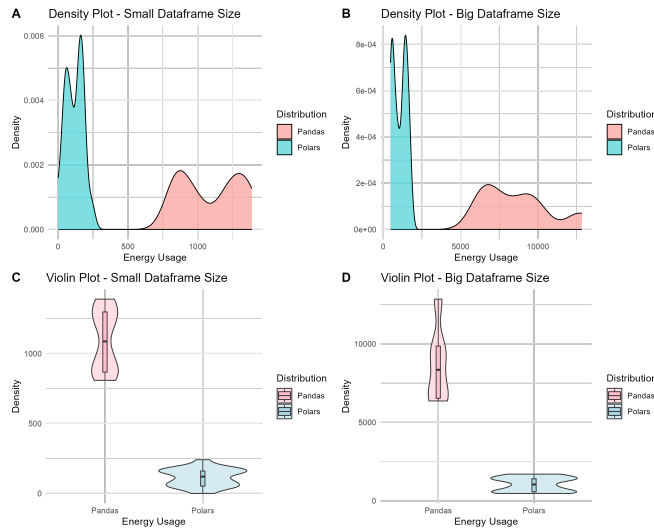 A Density Plot - Small Dataframe Size
0.006
0.004
0.002
0.000
Density
0 500 1000
Energy Usage
Distribution
Pandas
Polars
B Density Plot - Big Dataframe Size
8e-04
6e-04
4e-04
2e-04
0e+00
Density
0 5000 10000
Energy Usage
Distribution
Pandas
Polars
C Violin Plot - Small Dataframe Size
1000
500
0
Density
Pandas Polars
Energy Usage
Distribution
Pandas
Polars
D Violin Plot - Big Dataframe Size
10000
5000
0
Density
Pandas Polars
Energy Usage
Distribution
Pandas
Polars